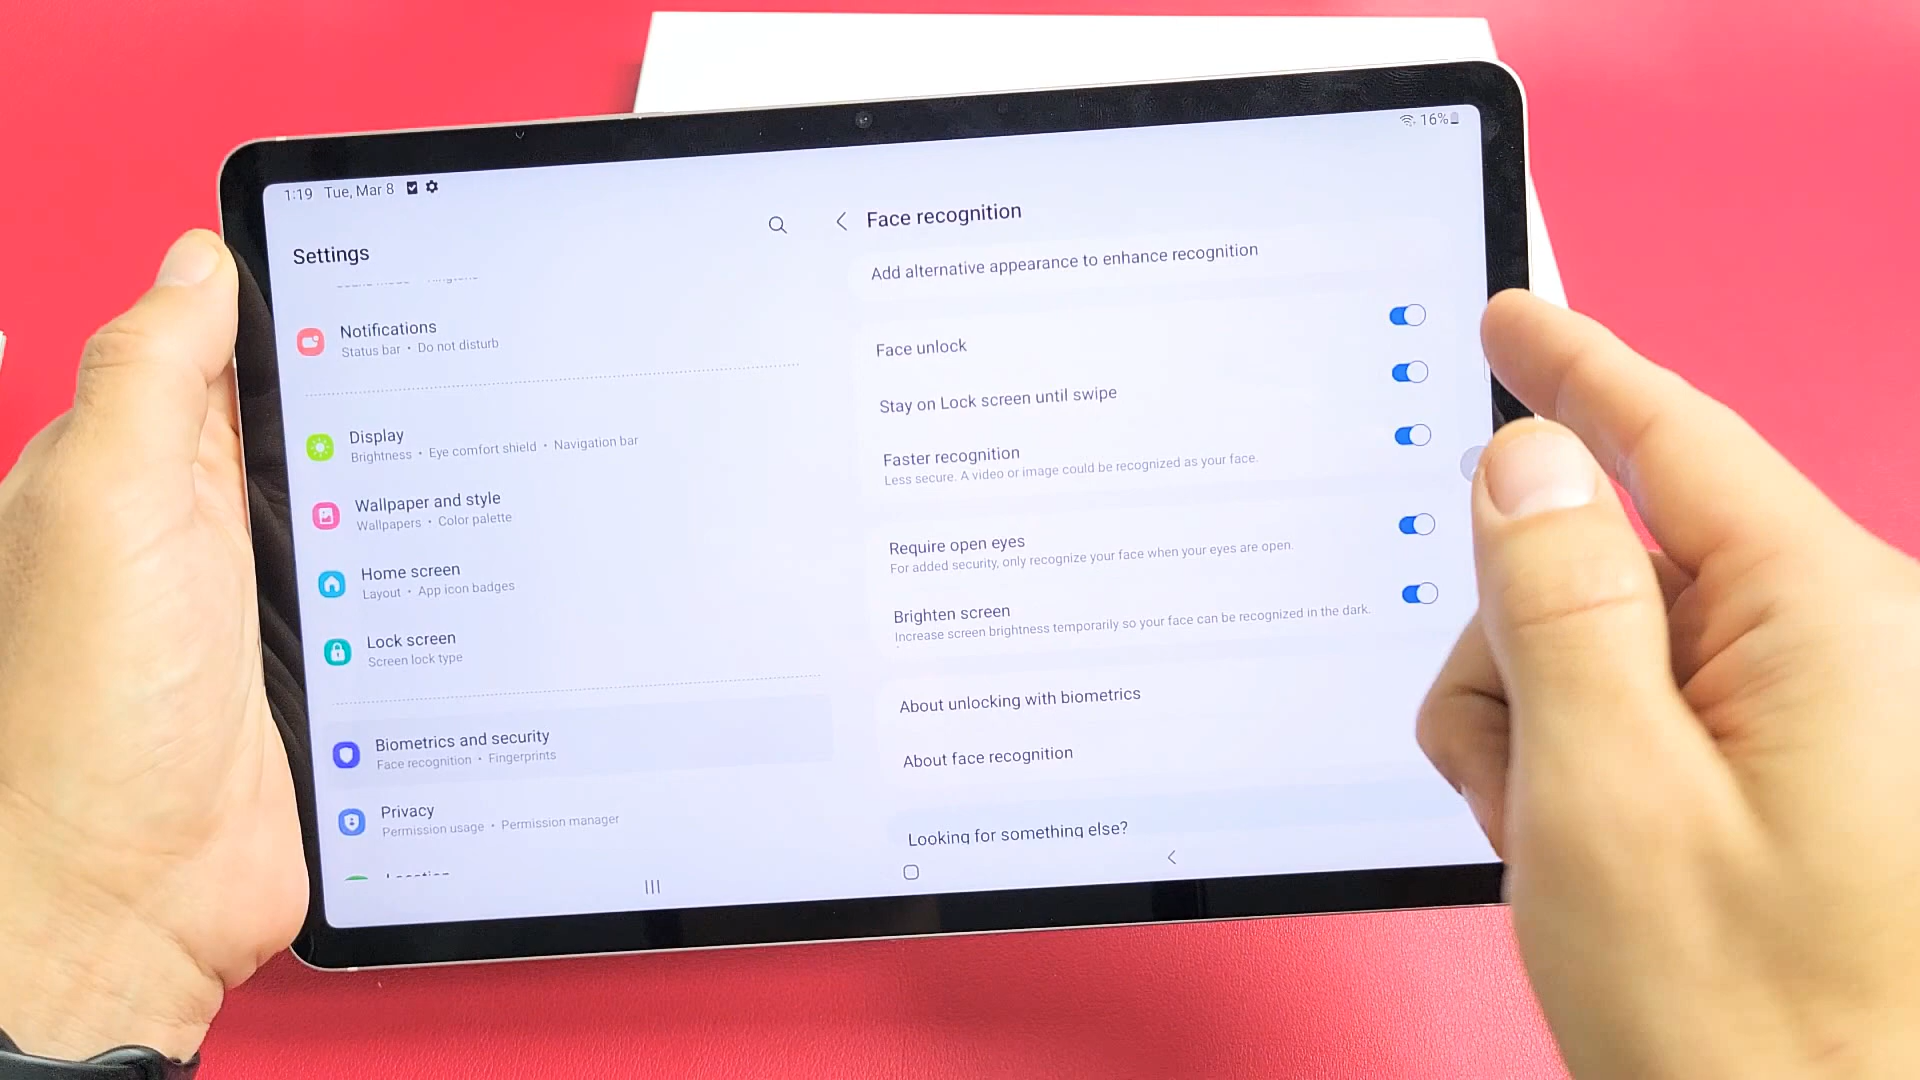 1:19 Tue, Mar 8
16%
Settings
Notifications
Status bar • Do not disturb
Display
Brightness • Eye comfort shield • Navigation bar
Wallpaper and style
Wallpapers • Color palette
Home screen
Layout • App icon badges
Lock screen
Screen lock type
Biometrics and security
Face recognition • Fingerprints
Privacy
Permission usage • Permission manager
Face recognition
Add alternative appearance to enhance recognition
Face unlock
Stay on Lock screen until swipe
Faster recognition
Less secure. A video or image could be recognized as your face.
Require open eyes
For added security, only recognize your face when your eyes are open.
Brighten screen
Increase screen brightness temporarily so your face can be recognized in the dark.
About unlocking with biometrics
About face recognition
Looking for something else?